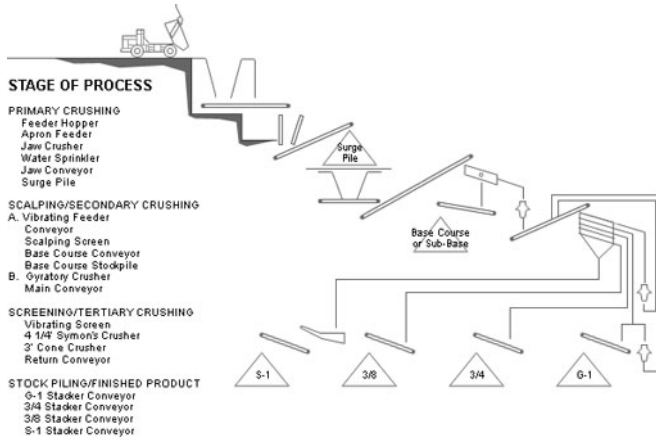 STAGE OF PROCESS
PRIMARY CRUSHING
Feeder Hopper
Apron Feeder
Jaw Crusher
Water Sprinkler
Jaw Conveyor
Surge Pile
SCALPING/SECONDARY CRUSHING
A. Vibrating Feeder
Conveyor
Scalping Screen
Base Course Conveyor
Base Course Stockpile
B. Gyratory Crusher
Main Conveyor
SCREENING/TERTIARY CRUSHING
Vibrating Screen
4 1/4' Symon's Crusher
3' Cone Crusher
Return Conveyor
STOCK PILING/FINISHED PRODUCT
G-1 Stacker Conveyor
3/4 Stacker Conveyor
3/8 Stacker Conveyor
S-1 Stacker Conveyor
Surge
Pile
Base Course
or Sub-Base
S-1
3/8
3/4
G-1